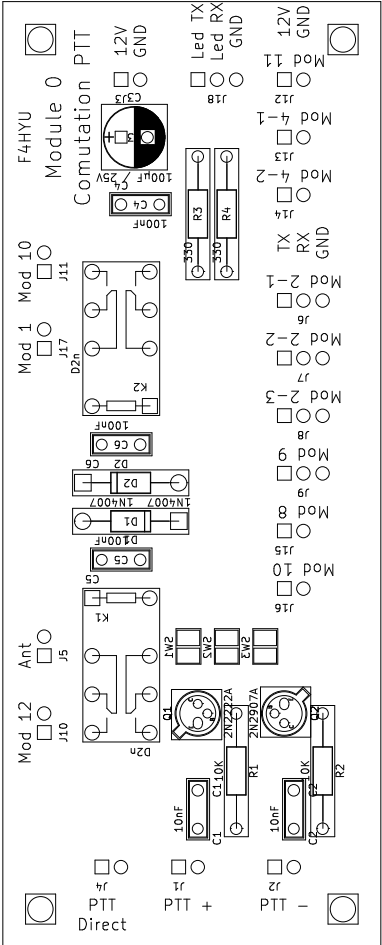 F4HYU
Module 0
Comutation PTT
12V
GND
C3
J3
+
3
100µF / 25V
C4
C4
100nF
Led TX
Led RX
GND
J18
12V
GND
Mod 11
J12
Mod 4-1
J13
Mod 4-2
J14
R3
330
R4
330
TX
RX
GND
Mod 2-1
J6
Mod 2-2
J7
Mod 2-3
J8
Mod 9
J9
Mod 8
J15
Mod 10
J16
Mod 10
J11
Mod 1
J17
D2n
K2
100nF
C6
C6
D2
D2
1N4007
1N4007
D1
D1
100nF
C5
C5
K1
D2n
Ant
J5
Mod 12
J10
SW1
SW2
SW3
Q1
2N2222A
2N2907A
Q2
10K
R1
10K
R2
10nF
C1
C1
10nF
C2
C2
J4
PTT
Direct
J1
PTT +
J2
PTT -